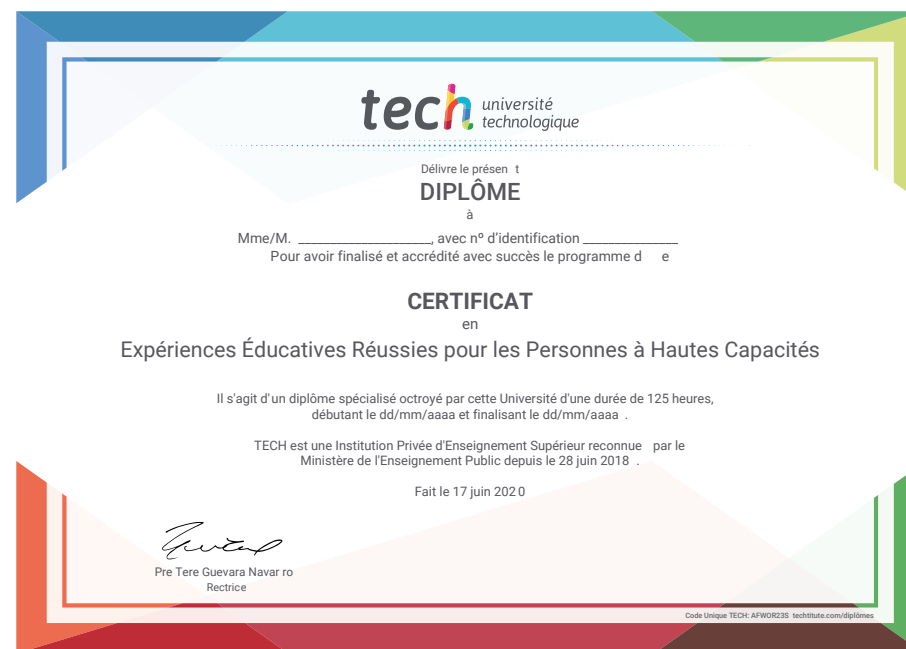 tech université
technologique
Délivre le présen t
DIPLÔME
à
Mme/M. _____________________, avec nº d'identification _______________
Pour avoir finalisé et accrédité avec succès le programme d e
CERTIFICAT
en
Expériences Éducatives Réussies pour les Personnes à Hautes Capacités
Il s'agit d'un diplôme spécialisé octroyé par cette Université d'une durée de 125 heures,
débutant le dd/mm/aaaa et finalisant le dd/mm/aaaa .
TECH est une Institution Privée d'Enseignement Supérieur reconnue par le
Ministère de l'Enseignement Public depuis le 28 juin 2018 .
Fait le 17 juin 2020
Pre Tere Guevara Navar ro
Rectrice
Code Unique TECH: AFWOR23S techtitute.com/diplômes